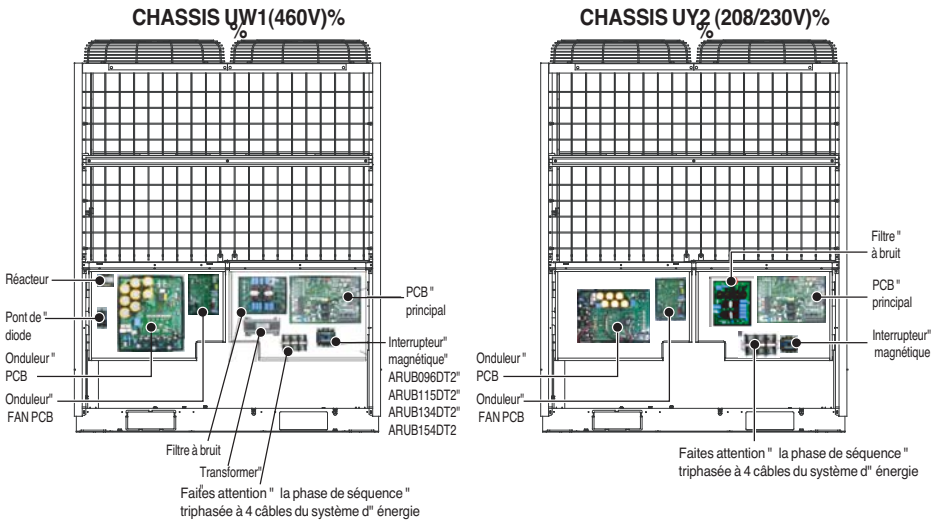 CHASSIS UW1(460V)%
%
Réacteur
Pont de "
diode
Onduleur "
PCB
Onduleur"
FAN PCB
Filtre à bruit
Transformer"
"
Faites attention " la phase de séquence "
triphasée à 4 câbles du système d" énergie
PCB "
principal
Interrupteur"
magnétique"
ARUB096DT2"
ARUB115DT2"
ARUB134DT2"
ARUB154DT2
CHASSIS UY2 (208/230V)%
%
Filtre "
à bruit
PCB "
principal
Interrupteur"
magnétique
Onduleur "
PCB
Onduleur"
FAN PCB
Faites attention " la phase de séquence "
triphasée à 4 câbles du système d" énergie